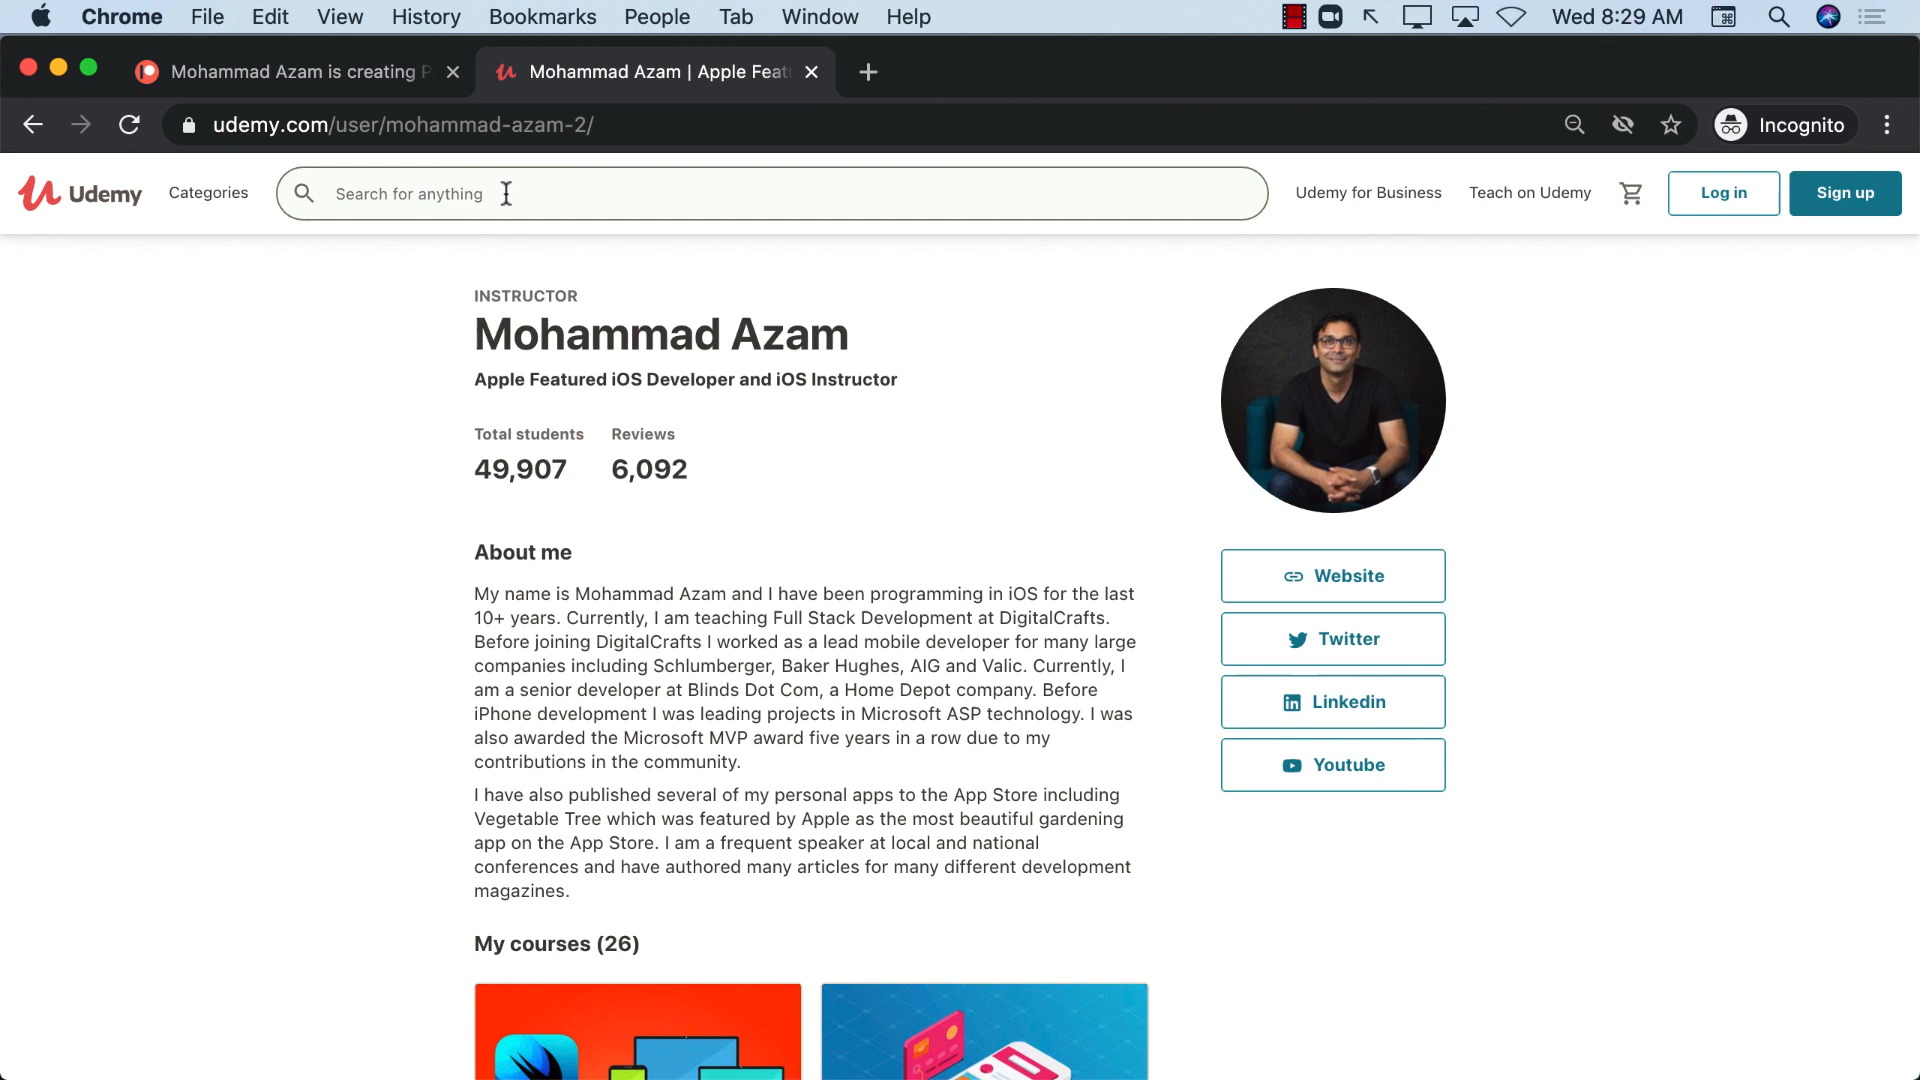 Chrome File Edit View History Bookmarks People Tab Window Help Wed 8:29 AM
Mohammad Azam is creating P
Mohammad Azam | Apple Feat
udemy.com/user/mohammad-azam-2/
Incognito
Udemy
Categories
Search for anything
Udemy for Business
Teach on Udemy
Log in
Sign up
INSTRUCTOR
Mohammad Azam
Apple Featured iOS Developer and iOS Instructor
Total students Reviews
49,907 6,092
About me
My name is Mohammad Azam and I have been programming in iOS for the last
10+ years. Currently, I am teaching Full Stack Development at DigitalCrafts.
Before joining DigitalCrafts I worked as a lead mobile developer for many large
companies including Schlumberger, Baker Hughes, AIG and Valic. Currently, I
am a senior developer at Blinds Dot Com, a Home Depot company. Before
iPhone development I was leading projects in Microsoft ASP technology. I was
also awarded the Microsoft MVP award five years in a row due to my
contributions in the community.
I have also published several of my personal apps to the App Store including
Vegetable Tree which was featured by Apple as the most beautiful gardening
app on the App Store. I am a frequent speaker at local and national
conferences and have authored many articles for many different development
magazines.
Website
Twitter
Linkedin
Youtube
My courses (26)